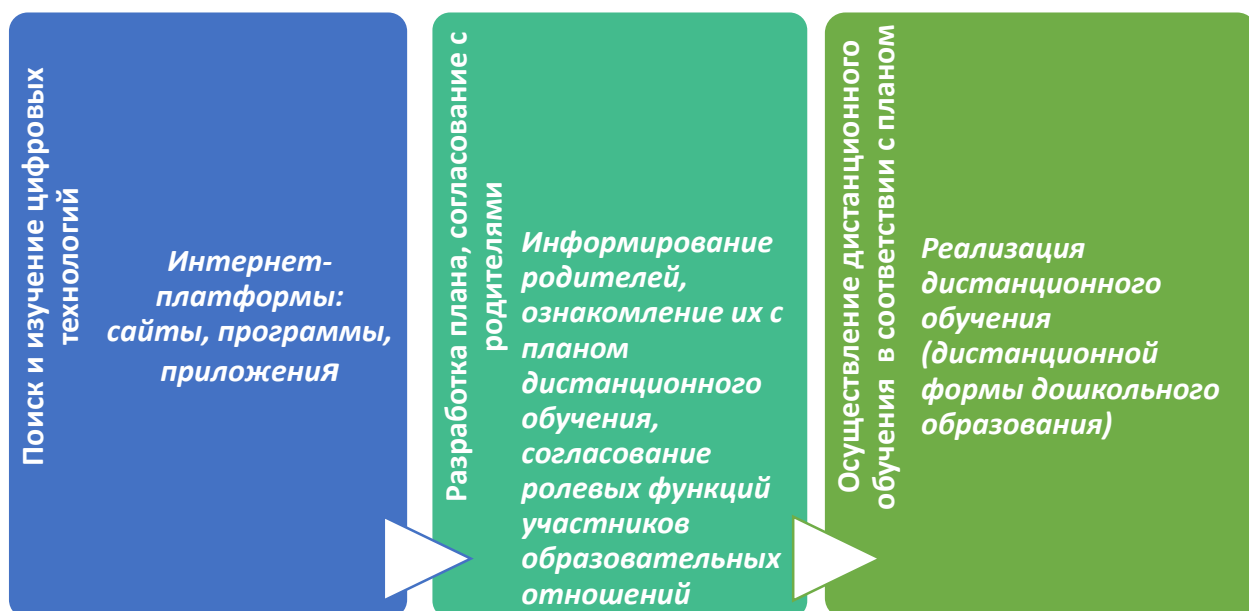 Поиск и изучение цифровых
технологий
Интернет-
платформы:
сайты, программы,
приложения
Разработка плана, согласование с
родителями
Информирование
родителей,
ознакомление их с
планом
дистанционного
обучения,
согласование
ролевых функций
участников
образовательных
отношений
Осуществление дистанционного
обучения в соответствии с планом
Реализация
дистанционного
обучения
(дистанционной
формы дошкольного
образования)